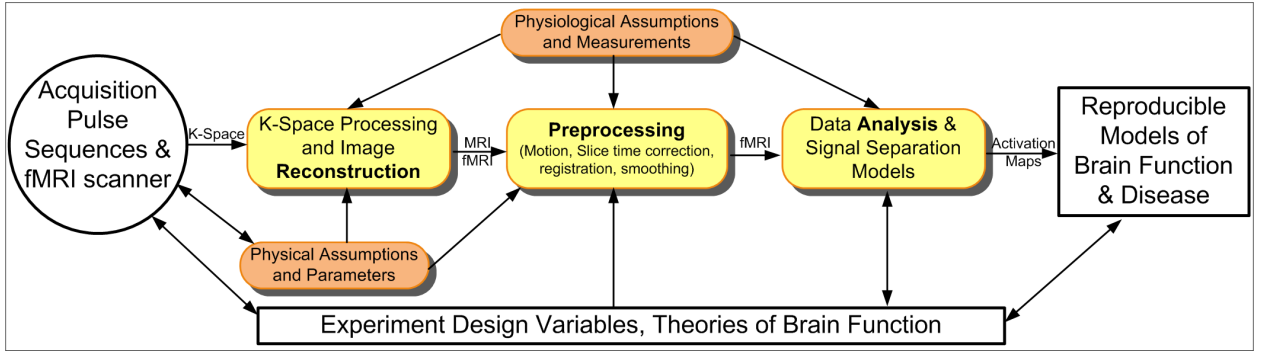 Physiological Assumptions
and Measurements
Acquisition
Pulse
Sequences &
fMRI scanner
K-Space
K-Space Processing
and Image
Reconstruction
MRI
fMRI
Preprocessing
(Motion, Slice time correction,
registration, smoothing)
fMRI
Data Analysis &
Signal Separation
Models
Activation
Maps
Reproducible
Models of
Brain Function
& Disease
Physical Assumptions
and Parameters
Experiment Design Variables, Theories of Brain Function